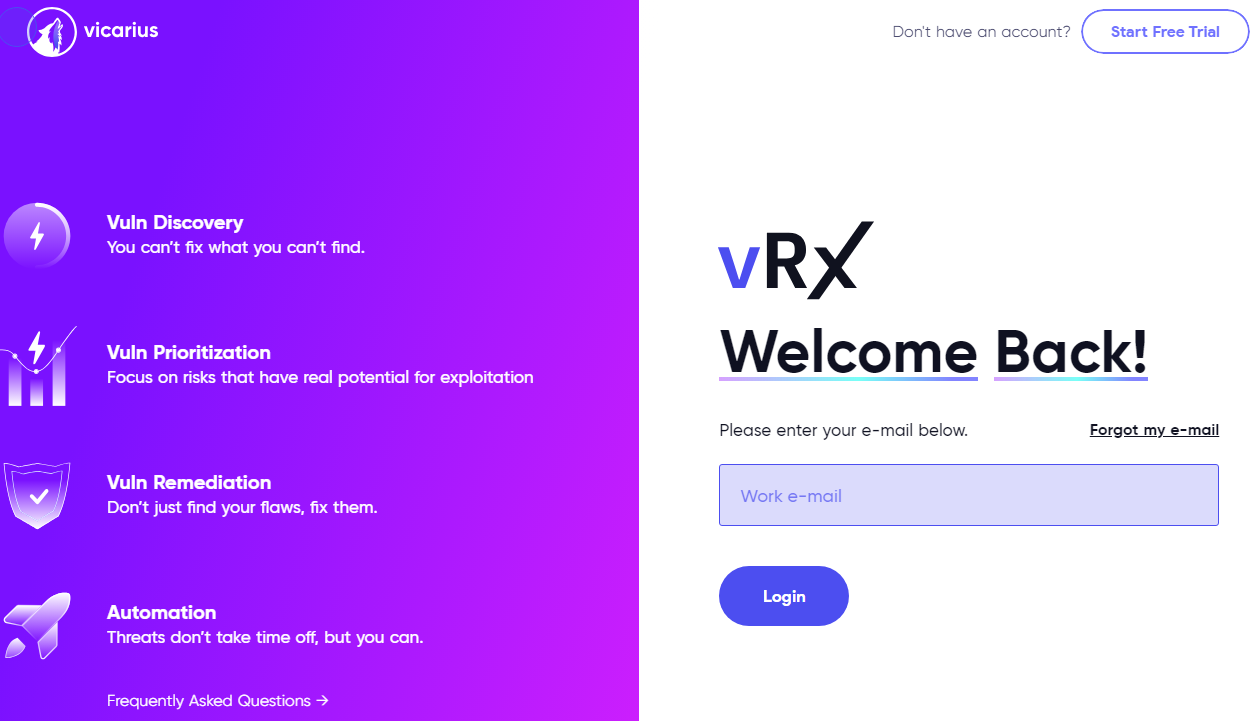 vicarius
Don't have an account?
Start Free Trial
Vuln Discovery
You can't fix what you can't find.
Vuln Prioritization
Focus on risks that have real potential for exploitation
Vuln Remediation
Don't just find your flaws, fix them.
Automation
Threats don't take time off, but you can.
Frequently Asked Questions →
vRx
Welcome Back!
Please enter your e-mail below.
Forgot my e-mail
Work e-mail
Login